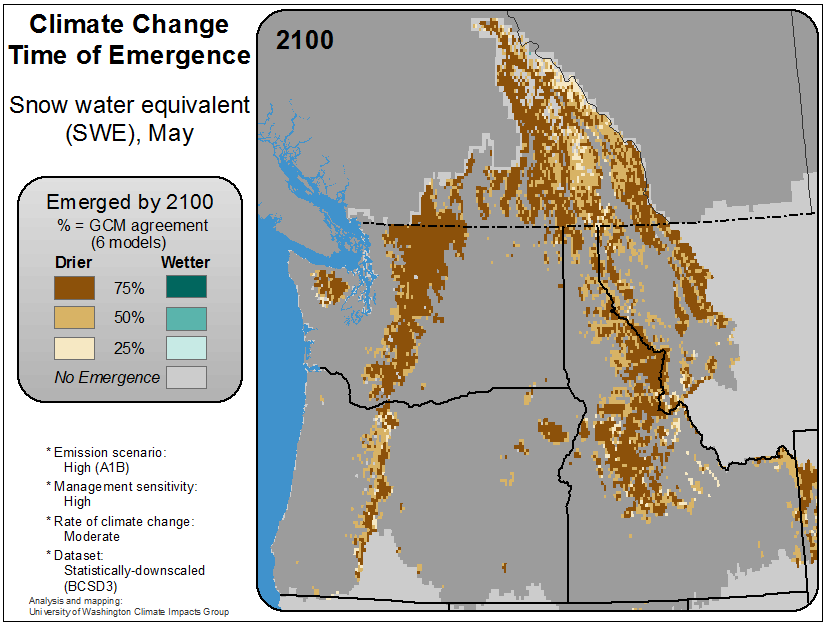 Climate Change
Time of Emergence
Snow water equivalent
(SWE), May
Emerged by 2100
% = GCM agreement
(6 models)
Drier Wetter
75%
50%
25%
No Emergence
* Emission scenario:
High (A1B)
* Management sensitivity:
High
* Rate of climate change:
Moderate
* Dataset:
Statistically-downscaled
(BCSD3)
Analysis and mapping:
University of Washington Climate Impacts Group
2100